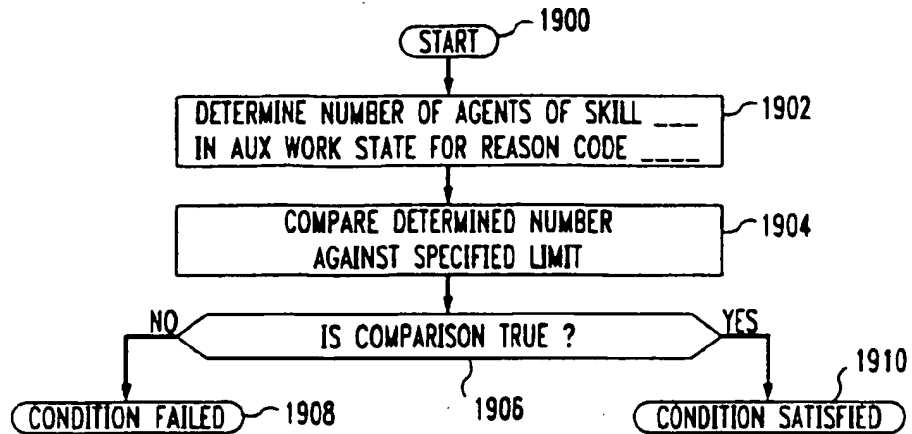 START
1900
DETERMINE NUMBER OF AGENTS OF SKILL ___
IN AUX WORK STATE FOR REASON CODE ____
1902
COMPARE DETERMINED NUMBER
AGAINST SPECIFIED LIMIT
1904
NO
IS COMPARISON TRUE ?
YES
1906
CONDITION FAILED
1908
CONDITION SATISFIED
1910